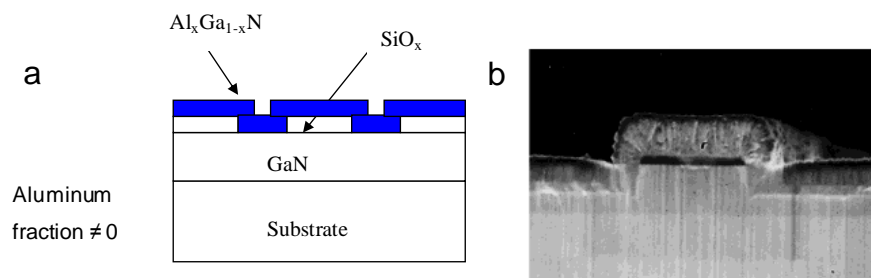 AlxGa1-xN
SiOx
a
b
GaN
Aluminum
fraction ≠ 0
Substrate